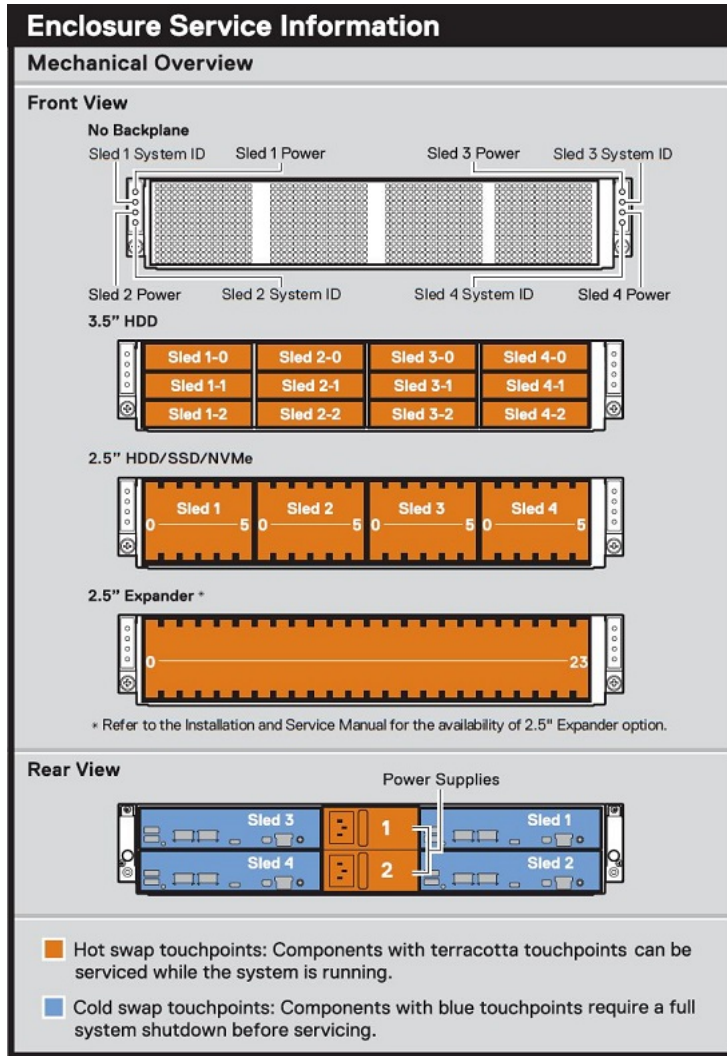 Enclosure Service Information
Mechanical Overview
Front View
No Backplane
Sled 1 System ID
Sled 1 Power
Sled 3 Power
Sled 3 System ID
Sled 2 Power
Sled 2 System ID
Sled 4 System ID
Sled 4 Power
3.5” HDD
Sled 1-0 Sled 2-0 Sled 3-0 Sled 4-0
Sled 1-1 Sled 2-1 Sled 3-1 Sled 4-1
Sled 1-2 Sled 2-2 Sled 3-2 Sled 4-2
2.5” HDD/SSD/NVMe
Sled 1 Sled 2 Sled 3 Sled 4
0 5 0 5 0 5 0 5
2.5” Expander *
0 23
* Refer to the Installation and Service Manual for the availability of 2.5" Expander option.
Rear View
Power Supplies
Sled 3 1 Sled 1
Sled 4 2 Sled 2
Hot swap touchpoints: Components with terracotta touchpoints can be
serviced while the system is running.
Cold swap touchpoints: Components with blue touchpoints require a full
system shutdown before servicing.